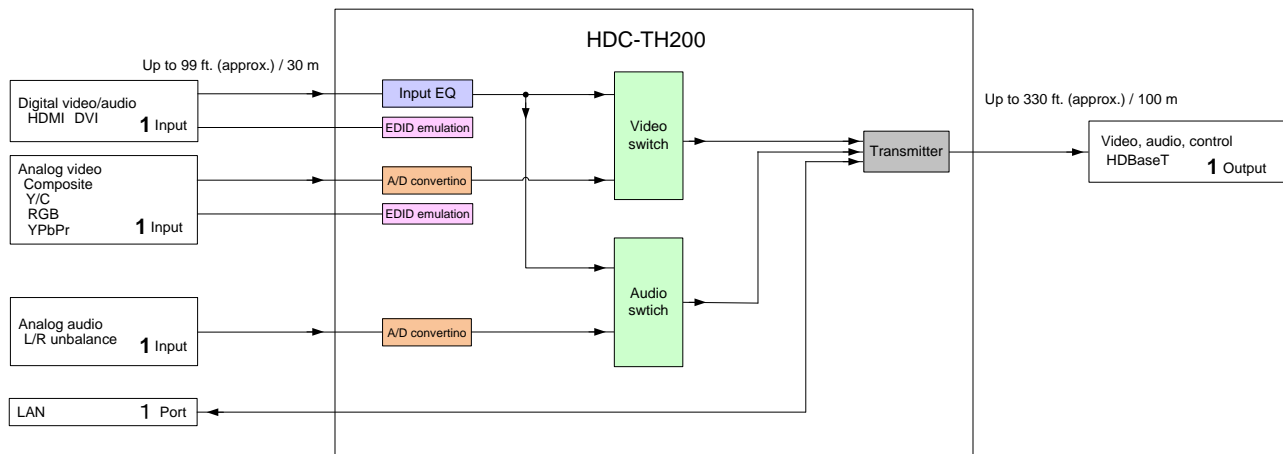 HDC-TH200
Up to 99 ft. (approx.) / 30 m
Digital video/audio
HDMI DVI
1 Input
Input EQ
EDID emulation
Analog video
Composite
Y/C
RGB
YPbPr
1 Input
A/D convertino
EDID emulation
Video
switch
Transmitter
Up to 330 ft. (approx.) / 100 m
Video, audio, control
HDBaseT
1 Output
Analog audio
L/R unbalance
1 Input
A/D convertino
Audio
swtich
LAN 1 Port